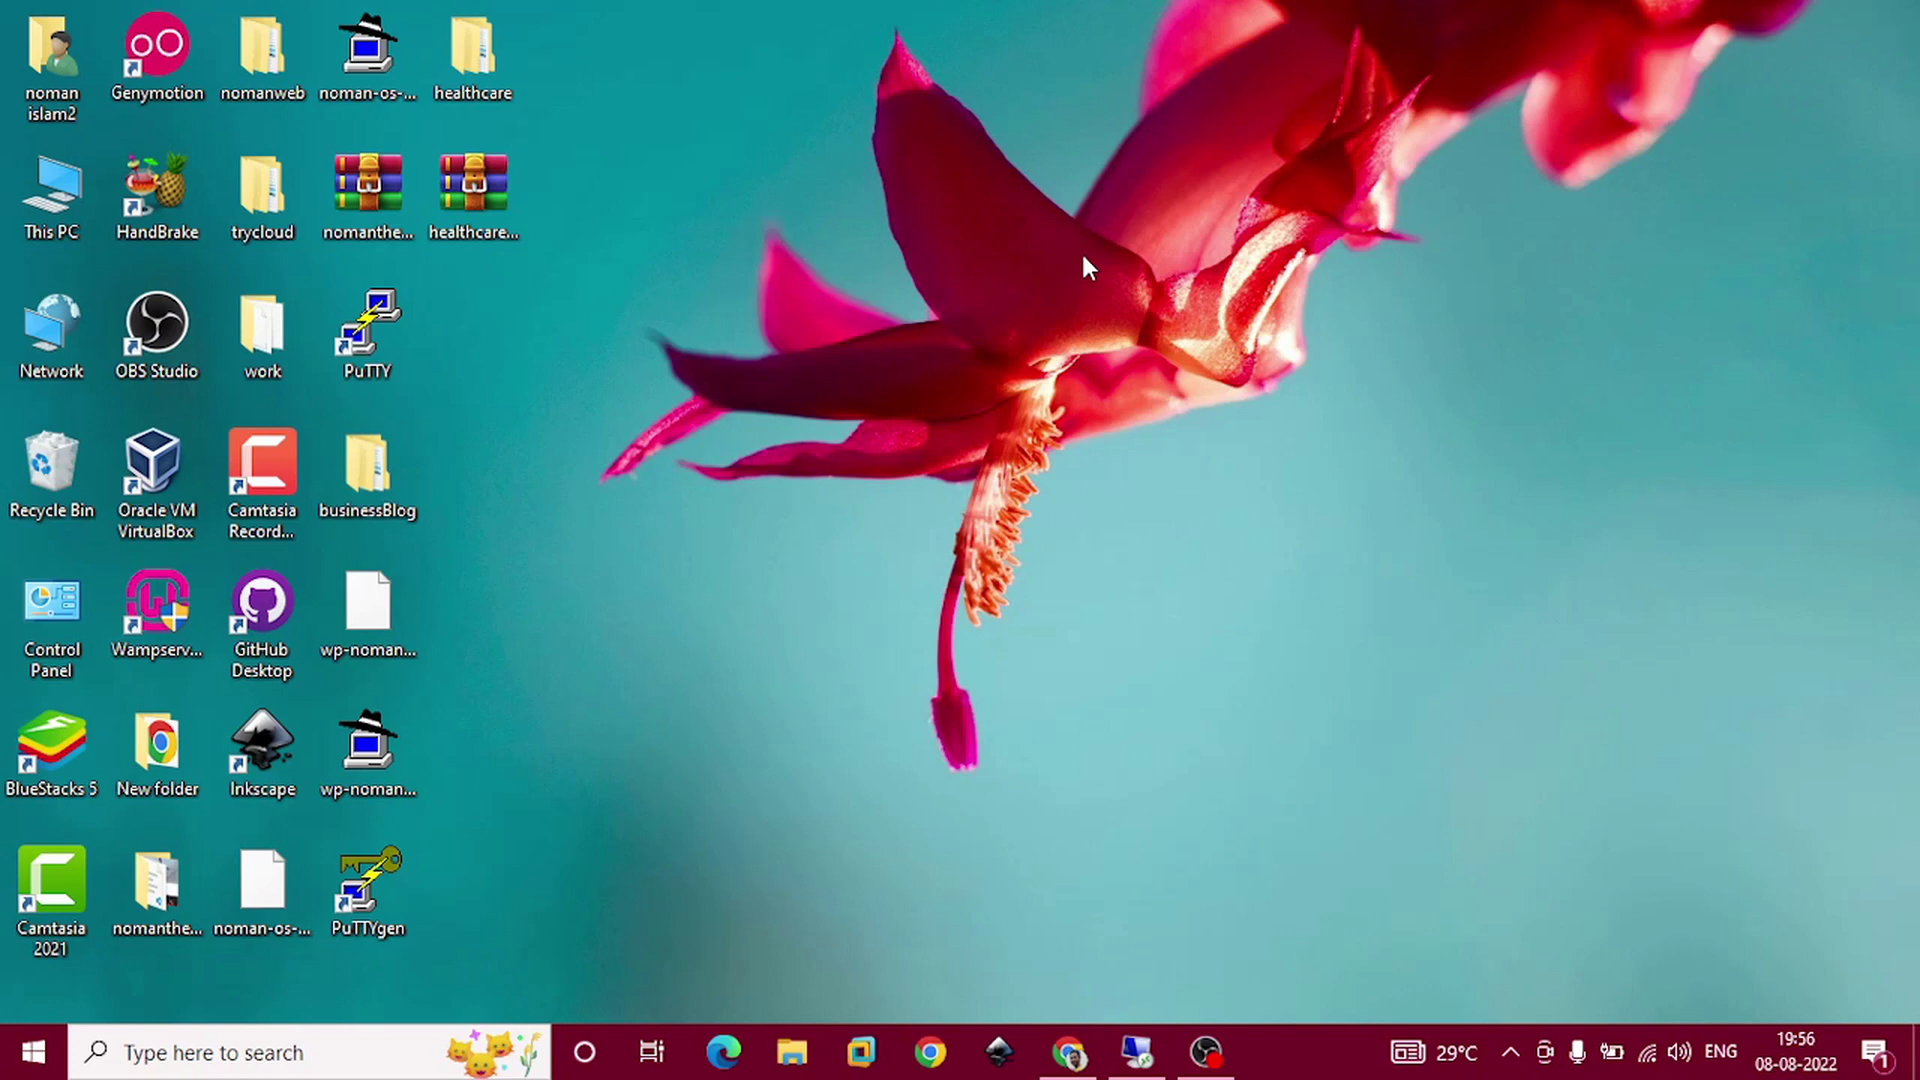 noman
islam2
Genymotion
nomanweb
noman-os-...
healthcare
This PC
HandBrake
trycloud
nomanthe...
healthcare...
Network
OBS Studio
work
PuTTY
Recycle Bin
Oracle VM
VirtualBox
Camtasia
Record...
businessBlog
Control
Panel
Wampserv...
GitHub
Desktop
wp-noman...
BlueStacks 5
New folder
Inkscape
wp-noman...
Camtasia
2021
nomanthe...
noman-os-...
PuTTYgen
Type here to search
29°C
ENG
19:56
08-08-2022
1